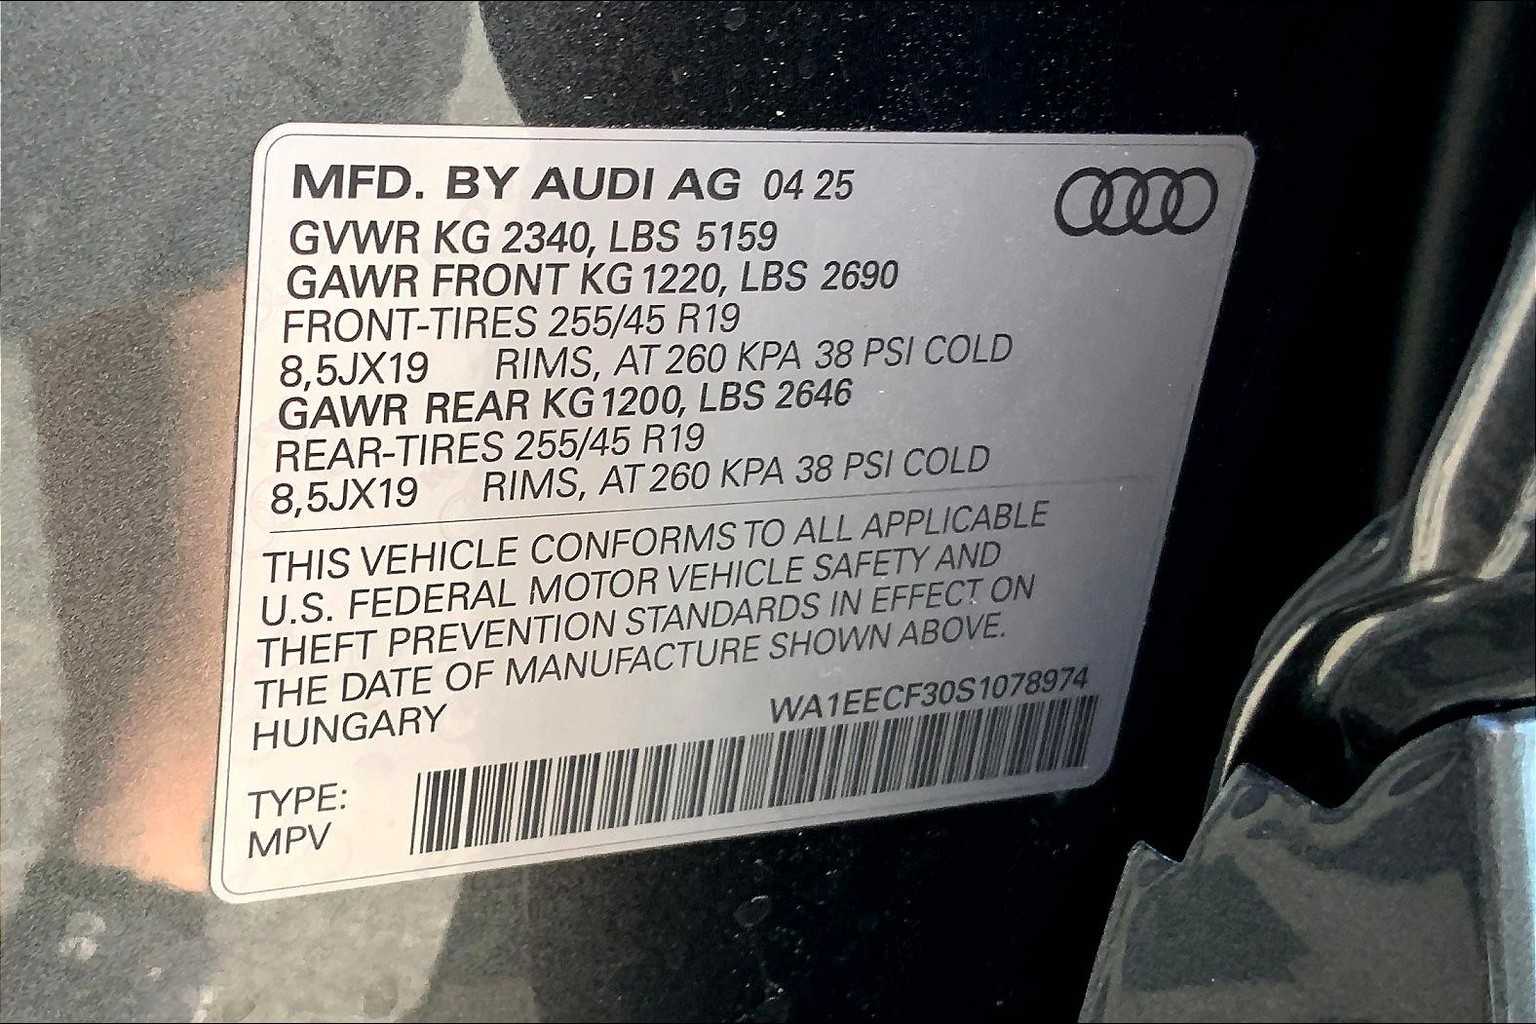 MFD. BY AUDI AG 04 25
GVWR KG 2340, LBS 5159
GAWR FRONT KG 1220, LBS 2690
FRONT-TIRES 255/45 R19
8,5JX19 RIMS, AT 260 KPA 38 PSI COLD
GAWR REAR KG 1200, LBS 2646
REAR-TIRES 255/45 R19
8,5JX19 RIMS, AT 260 KPA 38 PSI COLD
THIS VEHICLE CONFORMS TO ALL APPLICABLE
U.S. FEDERAL MOTOR VEHICLE SAFETY AND
THEFT PREVENTION STANDARDS IN EFFECT ON
THE DATE OF MANUFACTURE SHOWN ABOVE.
HUNGARY WA1EECF30S1078974
TYPE:
MPV